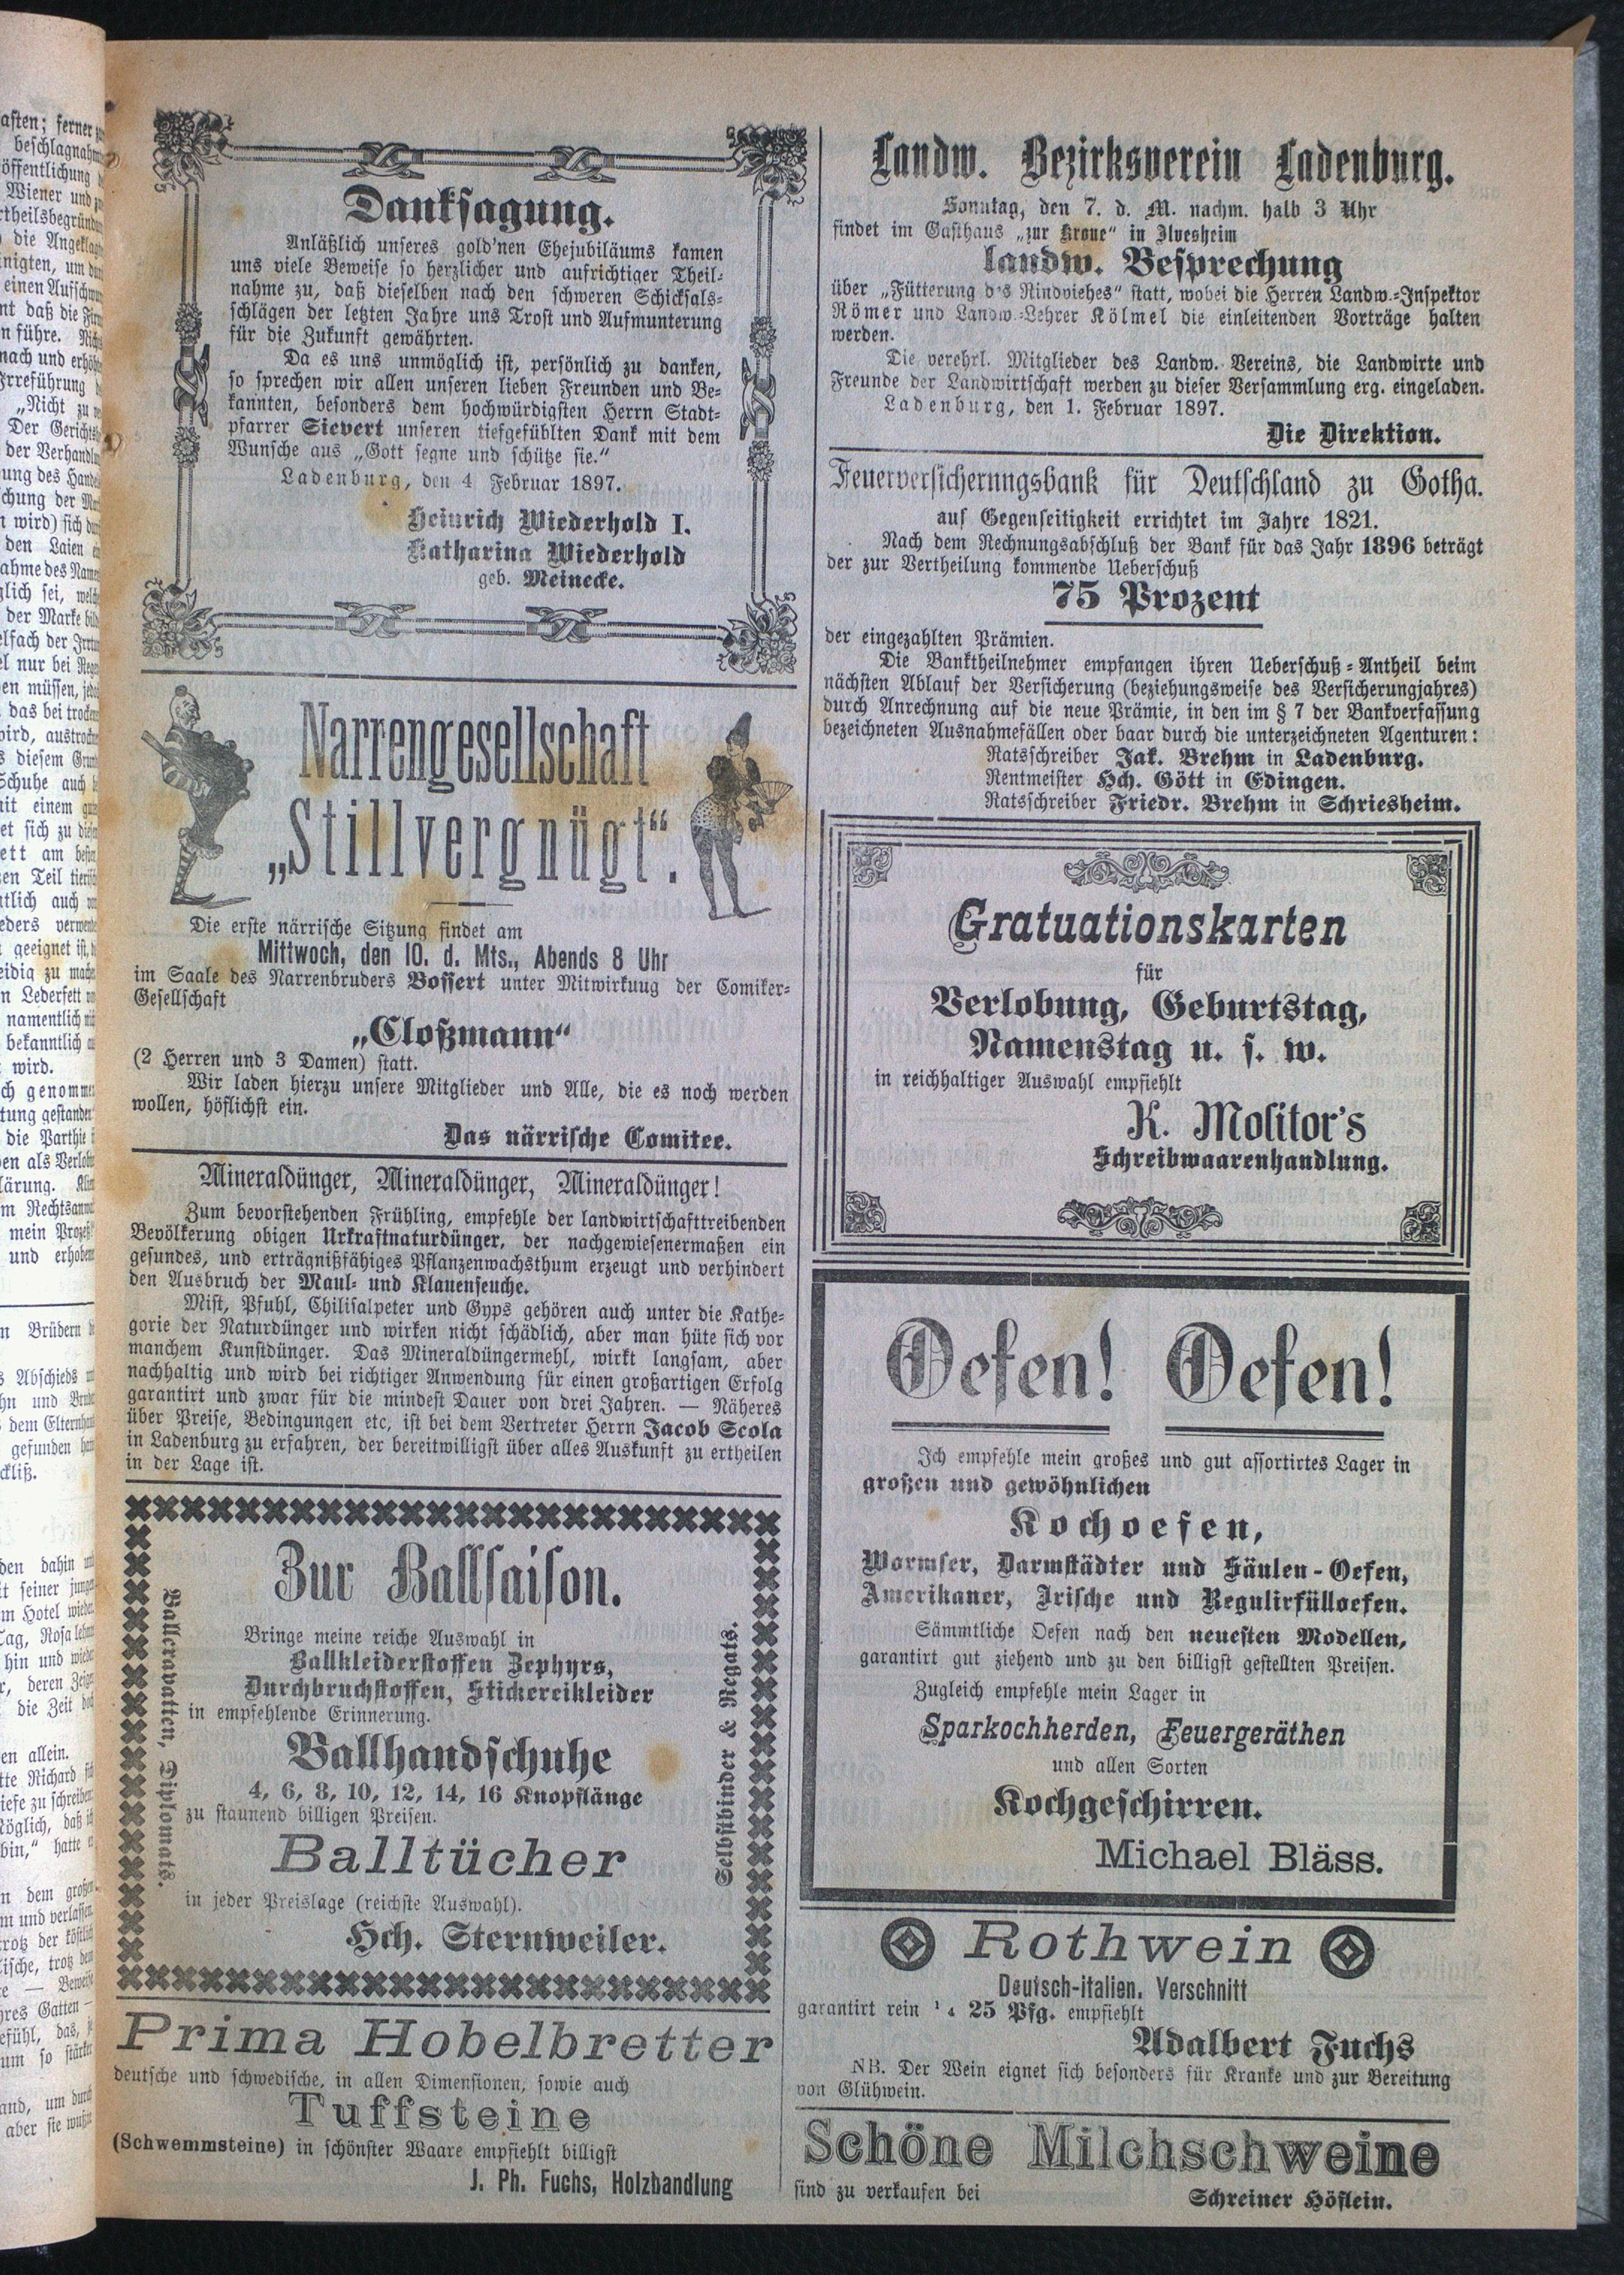 Danksagung.
Anläßlich unseres gold'nen Ehejubiläums kamen
uns viele Beweise so herzlicher und aufrichtiger Theil-
nahme zu, daß dieselben nach den schweren Schicksals-
schlägen der letzten Jahre uns Trost und Aufmunterung
für die Zukunft gewährten.
Da es uns unmöglich ist, persönlich zu danken,
so sprechen wir allen unseren lieben Freunden und Be-
kannten, besonders dem hochwürdigsten Herrn Stadt-
pfarrer Sievert unseren tiefgefühlten Dank mit dem
Wunsche aus „Gott segne und schütze sie.“
Ladenburg, den 4 Februar 1897.
Heinrich Wiederhold I.
Katharina Wiederhold
geb. Meinecke.
Narrengesellschaft
„Stillvergnügt“.
Die erste närrische Sitzung findet am
Mittwoch, den 10. d. Mts., Abends 8 Uhr
im Saale des Narrenbruders Bossert unter Mitwirkuug der Comiker-
Gesellschaft
„Cloßmann“
(2 Herren und 3 Damen) statt.
Wir laden hierzu unsere Mitglieder und Alle, die es noch werden
wollen, höflichst ein.
Das närrische Comitee.
Mineraldünger, Mineraldünger, Mineraldünger!
Zum bevorstehenden Frühling, empfehle der landwirtschafttreibenden
Bevölkerung obigen Urkraftnaturdünger, der nachgewiesenermaßen ein
gesundes, und erträgnißfähiges Pflanzenwachsthum erzeugt und verhindert
den Ausbruch der Maul- und Klauenseuche.
Mist, Pfuhl, Chilisalpeter und Gyps gehören auch unter die Kathe-
gorie der Naturdünger und wirken nicht schädlich, aber man hüte sich vor
manchem Kunstdünger. Das Mineraldüngermehl, wirkt langsam, aber
nachhaltig und wird bei richtiger Anwendung für einen großartigen Erfolg
garantirt und zwar für die mindest Dauer von drei Jahren. — Näheres
über Preise, Bedingungen etc, ist bei dem Vertreter Herrn Jacob Scola
in Ladenburg zu erfahren, der bereitwilligst über alles Auskunft zu ertheilen
in der Lage ist.
Zur Ballsaison.
Bringe meine reiche Auswahl in
Ballkleiderstoffen Zephyrs,
Durchbruchstoffen, Stickereikleider
in empfehlende Erinnerung.
Ballhandschuhe
4, 6, 8, 10, 12, 14, 16 Knopflänge
zu staunend billigen Preisen.
Balltücher
in jeder Preislage (reichste Auswahl).
Hch. Sternweiler.
Ballcravatten, Diplomats.
Selbstbinder & Regats.
Prima Hobelbretter
deutsche und schwedische, in allen Dimensionen, sowie auch
Tuffsteine
(Schwemmsteine) in schönster Waare empfiehlt billigst
J. Ph. Fuchs, Holzhandlung
Landw. Bezirksverein Ladenburg.
Sonntag, den 7. d. M. nachm. halb 3 Uhr
findet im Gasthaus „zur Krone“ in Ilvesheim
landw. Besprechung
über „Fütterung des Rindviehes“ statt, wobei die Herren Landw.-Inspektor
Römer und Landw.-Lehrer Kölmel die einleitenden Vorträge halten
werden.
Die verehrl. Mitglieder des Landw. Vereins, die Landwirte und
Freunde der Landwirtschaft werden zu dieser Versammlung erg. eingeladen.
Ladenburg, den 1. Februar 1897.
Die Direktion.
Feuerversicherungsbank für Deutschland zu Gotha.
auf Gegenseitigkeit errichtet im Jahre 1821.
Nach dem Rechnungsabschluß der Bank für das Jahr 1896 beträgt
der zur Vertheilung kommende Ueberschuß
75 Prozent
der eingezahlten Prämien.
Die Banktheilnehmer empfangen ihren Ueberschuß-Antheil beim
nächsten Ablauf der Versicherung (beziehungsweise des Versicherungjahres)
durch Anrechnung auf die neue Prämie, in den im § 7 der Bankverfassung
bezeichneten Ausnahmefällen oder baar durch die unterzeichneten Agenturen:
Ratsschreiber Jak. Brehm in Ladenburg.
Rentmeister Hch. Gött in Edingen.
Ratsschreiber Friedr. Brehm in Schriesheim.
Gratuationskarten
für
Verlobung, Geburtstag,
Namenstag u. s. w.
in reichhaltiger Auswahl empfiehlt
K. Molitor's
Schreibwaarenhandlung.
Oefen! Oefen!
Ich empfehle mein großes und gut assortirtes Lager in
großen und gewöhnlichen
Kochoefen,
Wormser, Darmstädter und Säulen-Oefen,
Amerikaner, Irische und Regulirfülloefen.
Sämmtliche Oefen nach den neuesten Modellen,
garantirt gut ziehend und zu den billigst gestellten Preisen.
Zugleich empfehle mein Lager in
Sparkochherden, Feuergeräthen
und allen Sorten
Kochgeschirren.
Michael Bläss.
Rothwein
Deutsch-italien. Verschnitt
garantirt rein 1/4 25 Pfg. empfiehlt
Adalbert Fuchs
NB. Der Wein eignet sich besonders für Kranke und zur Bereitung
von Glühwein.
Schöne Milchschweine
sind zu verkaufen bei
Schreiner Höflein.